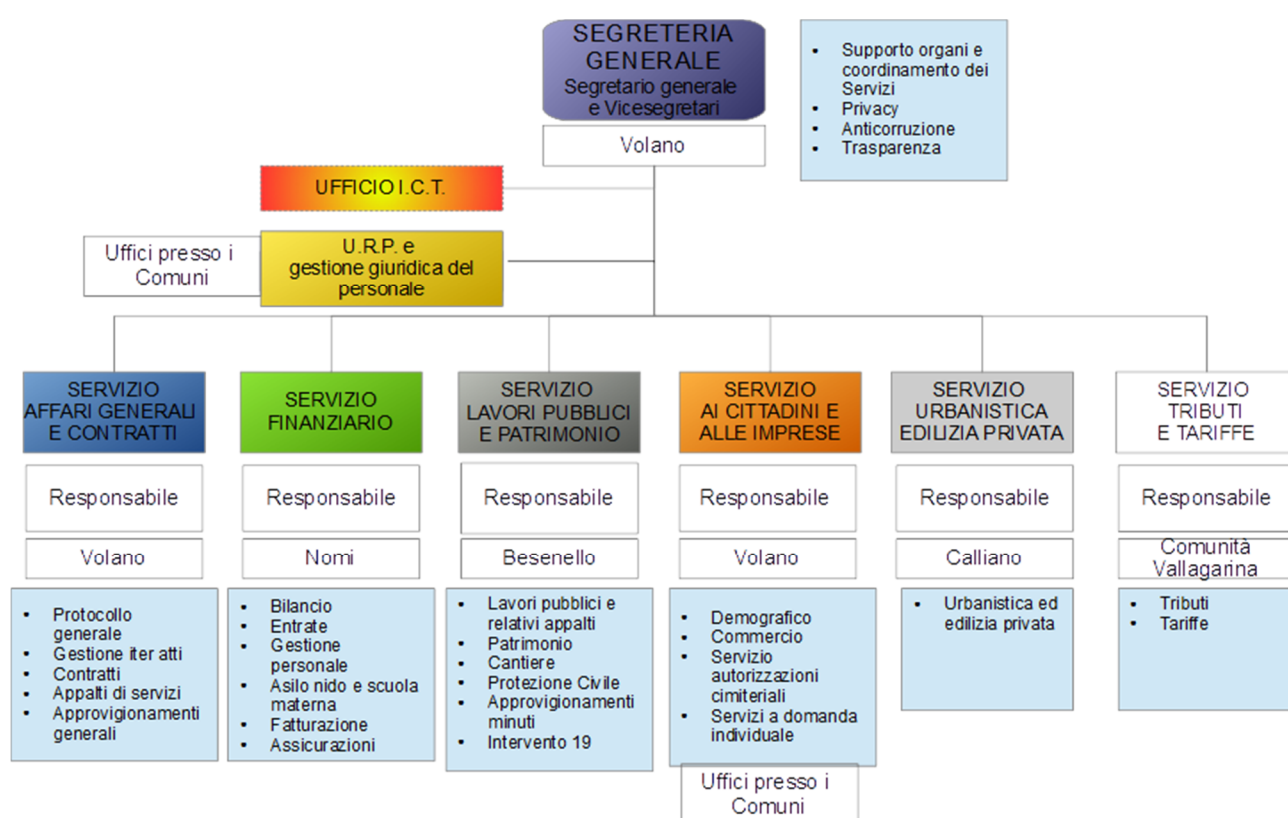 SEGRETERIA
GENERALE
Segretario generale
e Vicesegretari
Volano
• Supporto organi e
coordinamento dei
Servizi
• Privacy
• Anticorruzione
• Trasparenza
UFFICIO I.C.T.
Uffici presso i
Comuni
U.R.P. e
gestione giuridica del
personale
SERVIZIO
AFFARI GENERALI
E CONTRATTI
Responsabile
Volano
• Protocollo
generale
• Gestione iter atti
• Contratti
• Appalti di servizi
• Approvigionamenti
generali
SERVIZIO
FINANZIARIO
Responsabile
Nomi
• Bilancio
• Entrate
• Gestione
personale
• Asilo nido e scuola
materna
• Fatturazione
• Assicurazioni
SERVIZIO
LAVORI PUBBLICI
E PATRIMONIO
Responsabile
Besenello
• Lavori pubblici e
relativi appalti
• Patrimonio
• Cantiere
• Protezione Civile
• Approvigionamenti
minuti
• Intervento 19
SERVIZIO
AI CITTADINI E
ALLE IMPRESE
Responsabile
Volano
• Demografico
• Commercio
• Servizio
autorizzazioni
cimiteriali
• Servizi a domanda
individuale
Uffici presso i
Comuni
SERVIZIO
URBANISTICA
EDILIZIA PRIVATA
Responsabile
Calliano
• Urbanistica ed
edilizia privata
SERVIZIO
TRIBUTI
E TARIFFE
Responsabile
Comunità
Vallagarina
• Tributi
• Tariffe